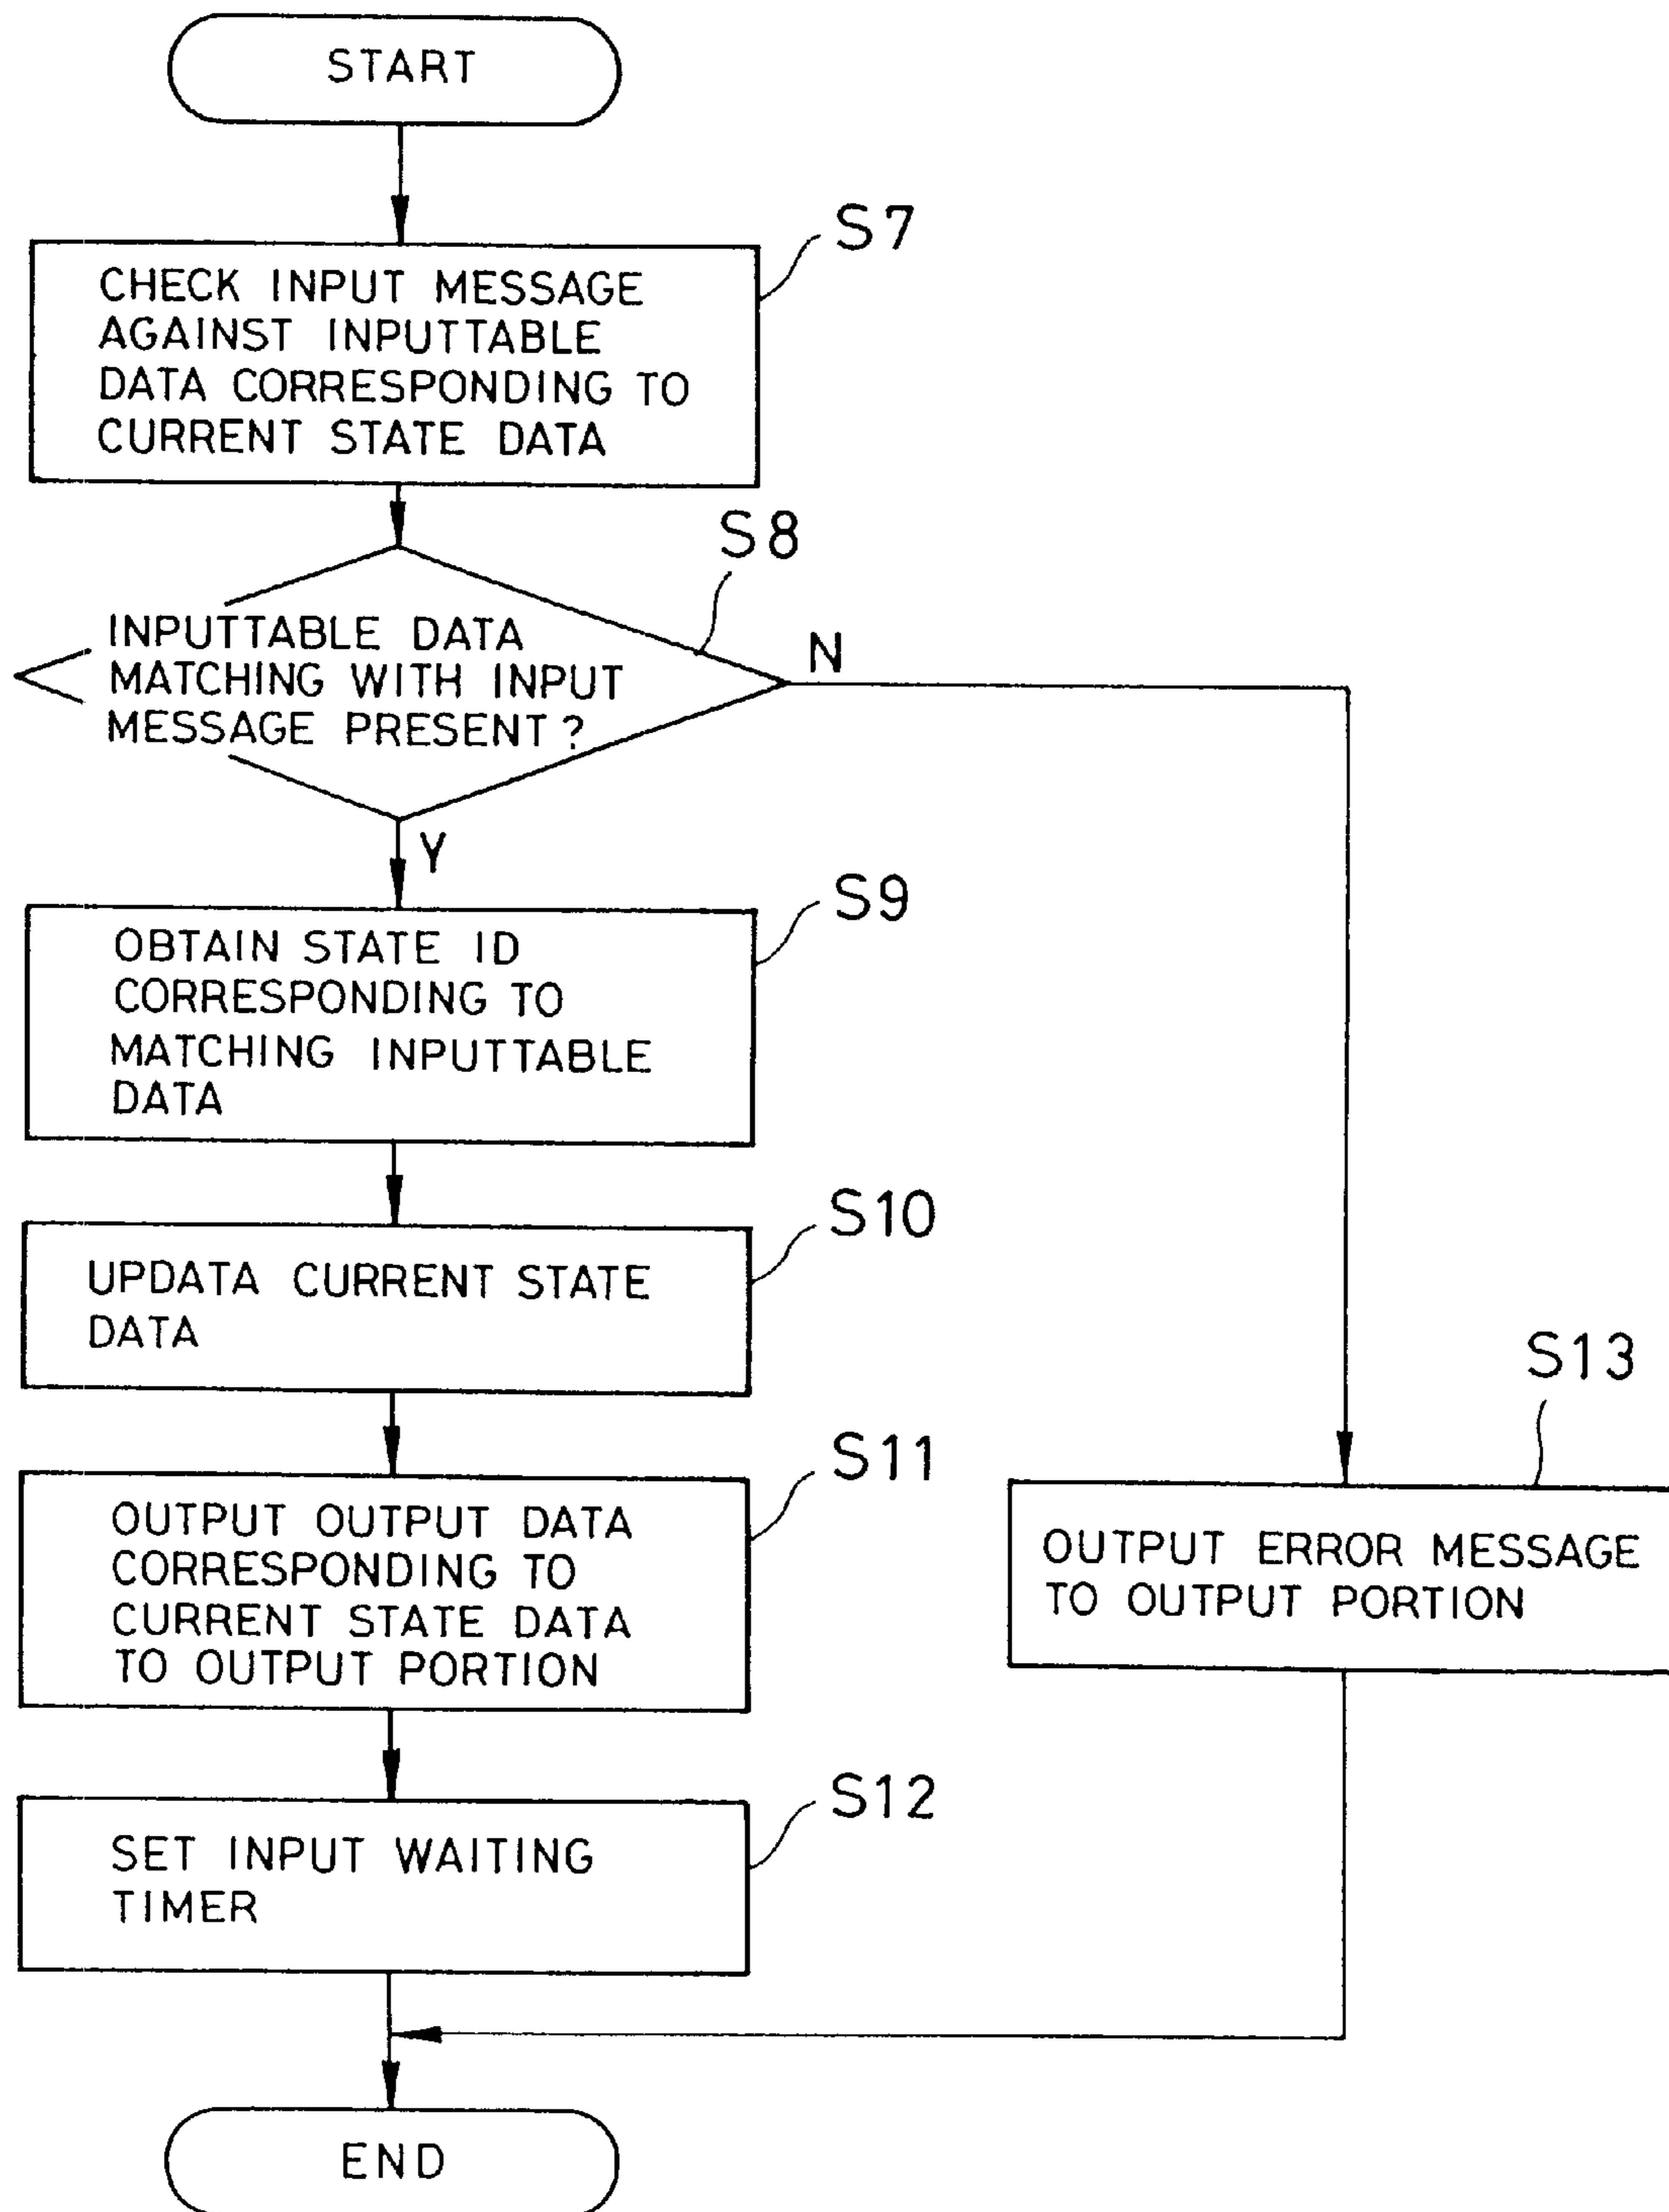 START
S7
CHECK INPUT MESSAGE
AGAINST INPUTTABLE
DATA CORRESPONDING TO
CURRENT STATE DATA
S8
INPUTTABLE DATA
MATCHING WITH INPUT
MESSAGE PRESENT?
N
Y
S9
OBTAIN STATE ID
CORRESPONDING TO
MATCHING INPUTTABLE
DATA
S10
UPDATA CURRENT STATE
DATA
S11
OUTPUT OUTPUT DATA
CORRESPONDING TO
CURRENT STATE DATA
TO OUTPUT PORTION
S13
OUTPUT ERROR MESSAGE
TO OUTPUT PORTION
S12
SET INPUT WAITING
TIMER
END